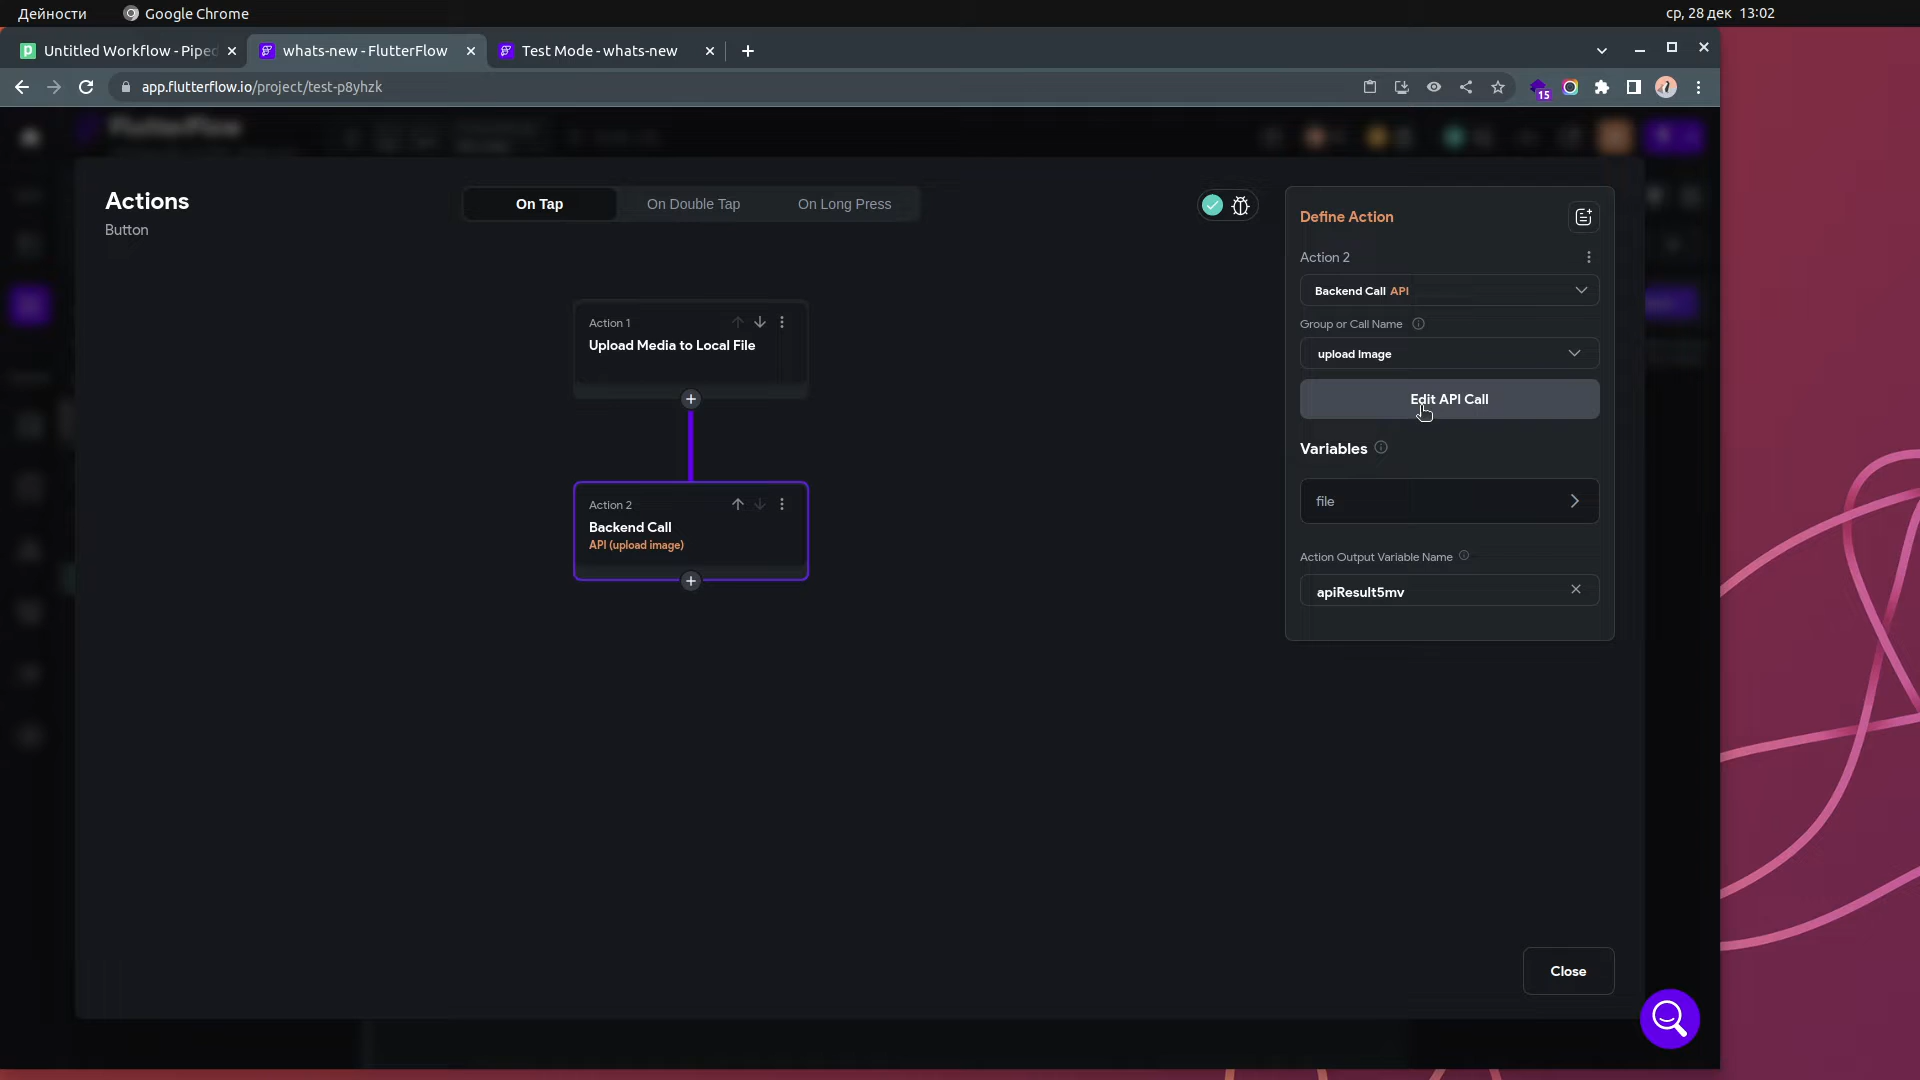 Дейности
Google Chrome
ср, 28 дек 13:02
Untitled Workflow - Piped
whats-new - FlutterFlow
Test Mode - whats-new
app.flutterflow.io/project/test-p8yhzk
15
FlutterFlow
Actions
Button
On Tap
On Double Tap
On Long Press
Action 1
Upload Media to Local File
Action 2
Backend Call
API (upload image)
Define Action
Action 2
Backend Call API
Group or Call Name
upload Image
Edit API Call
Variables
file
Action Output Variable Name
apiResult5mv
Close